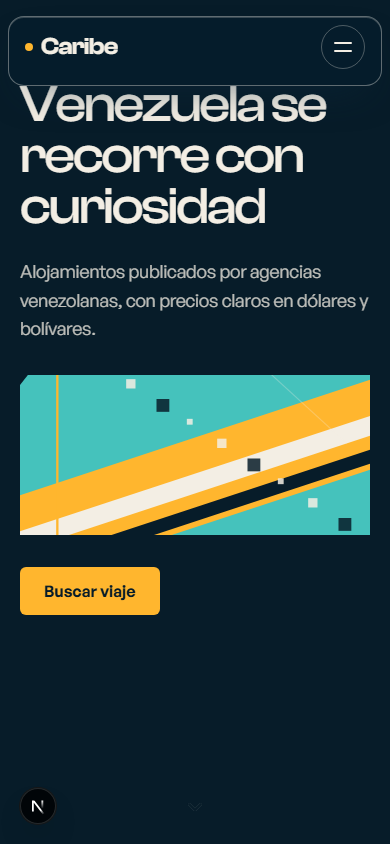 Caribe
Venezuela se
recorre con
curiosidad
Alojamientos publicados por agencias
venezolanas, con precios claros en dólares y
bolívares.
Buscar viaje
N